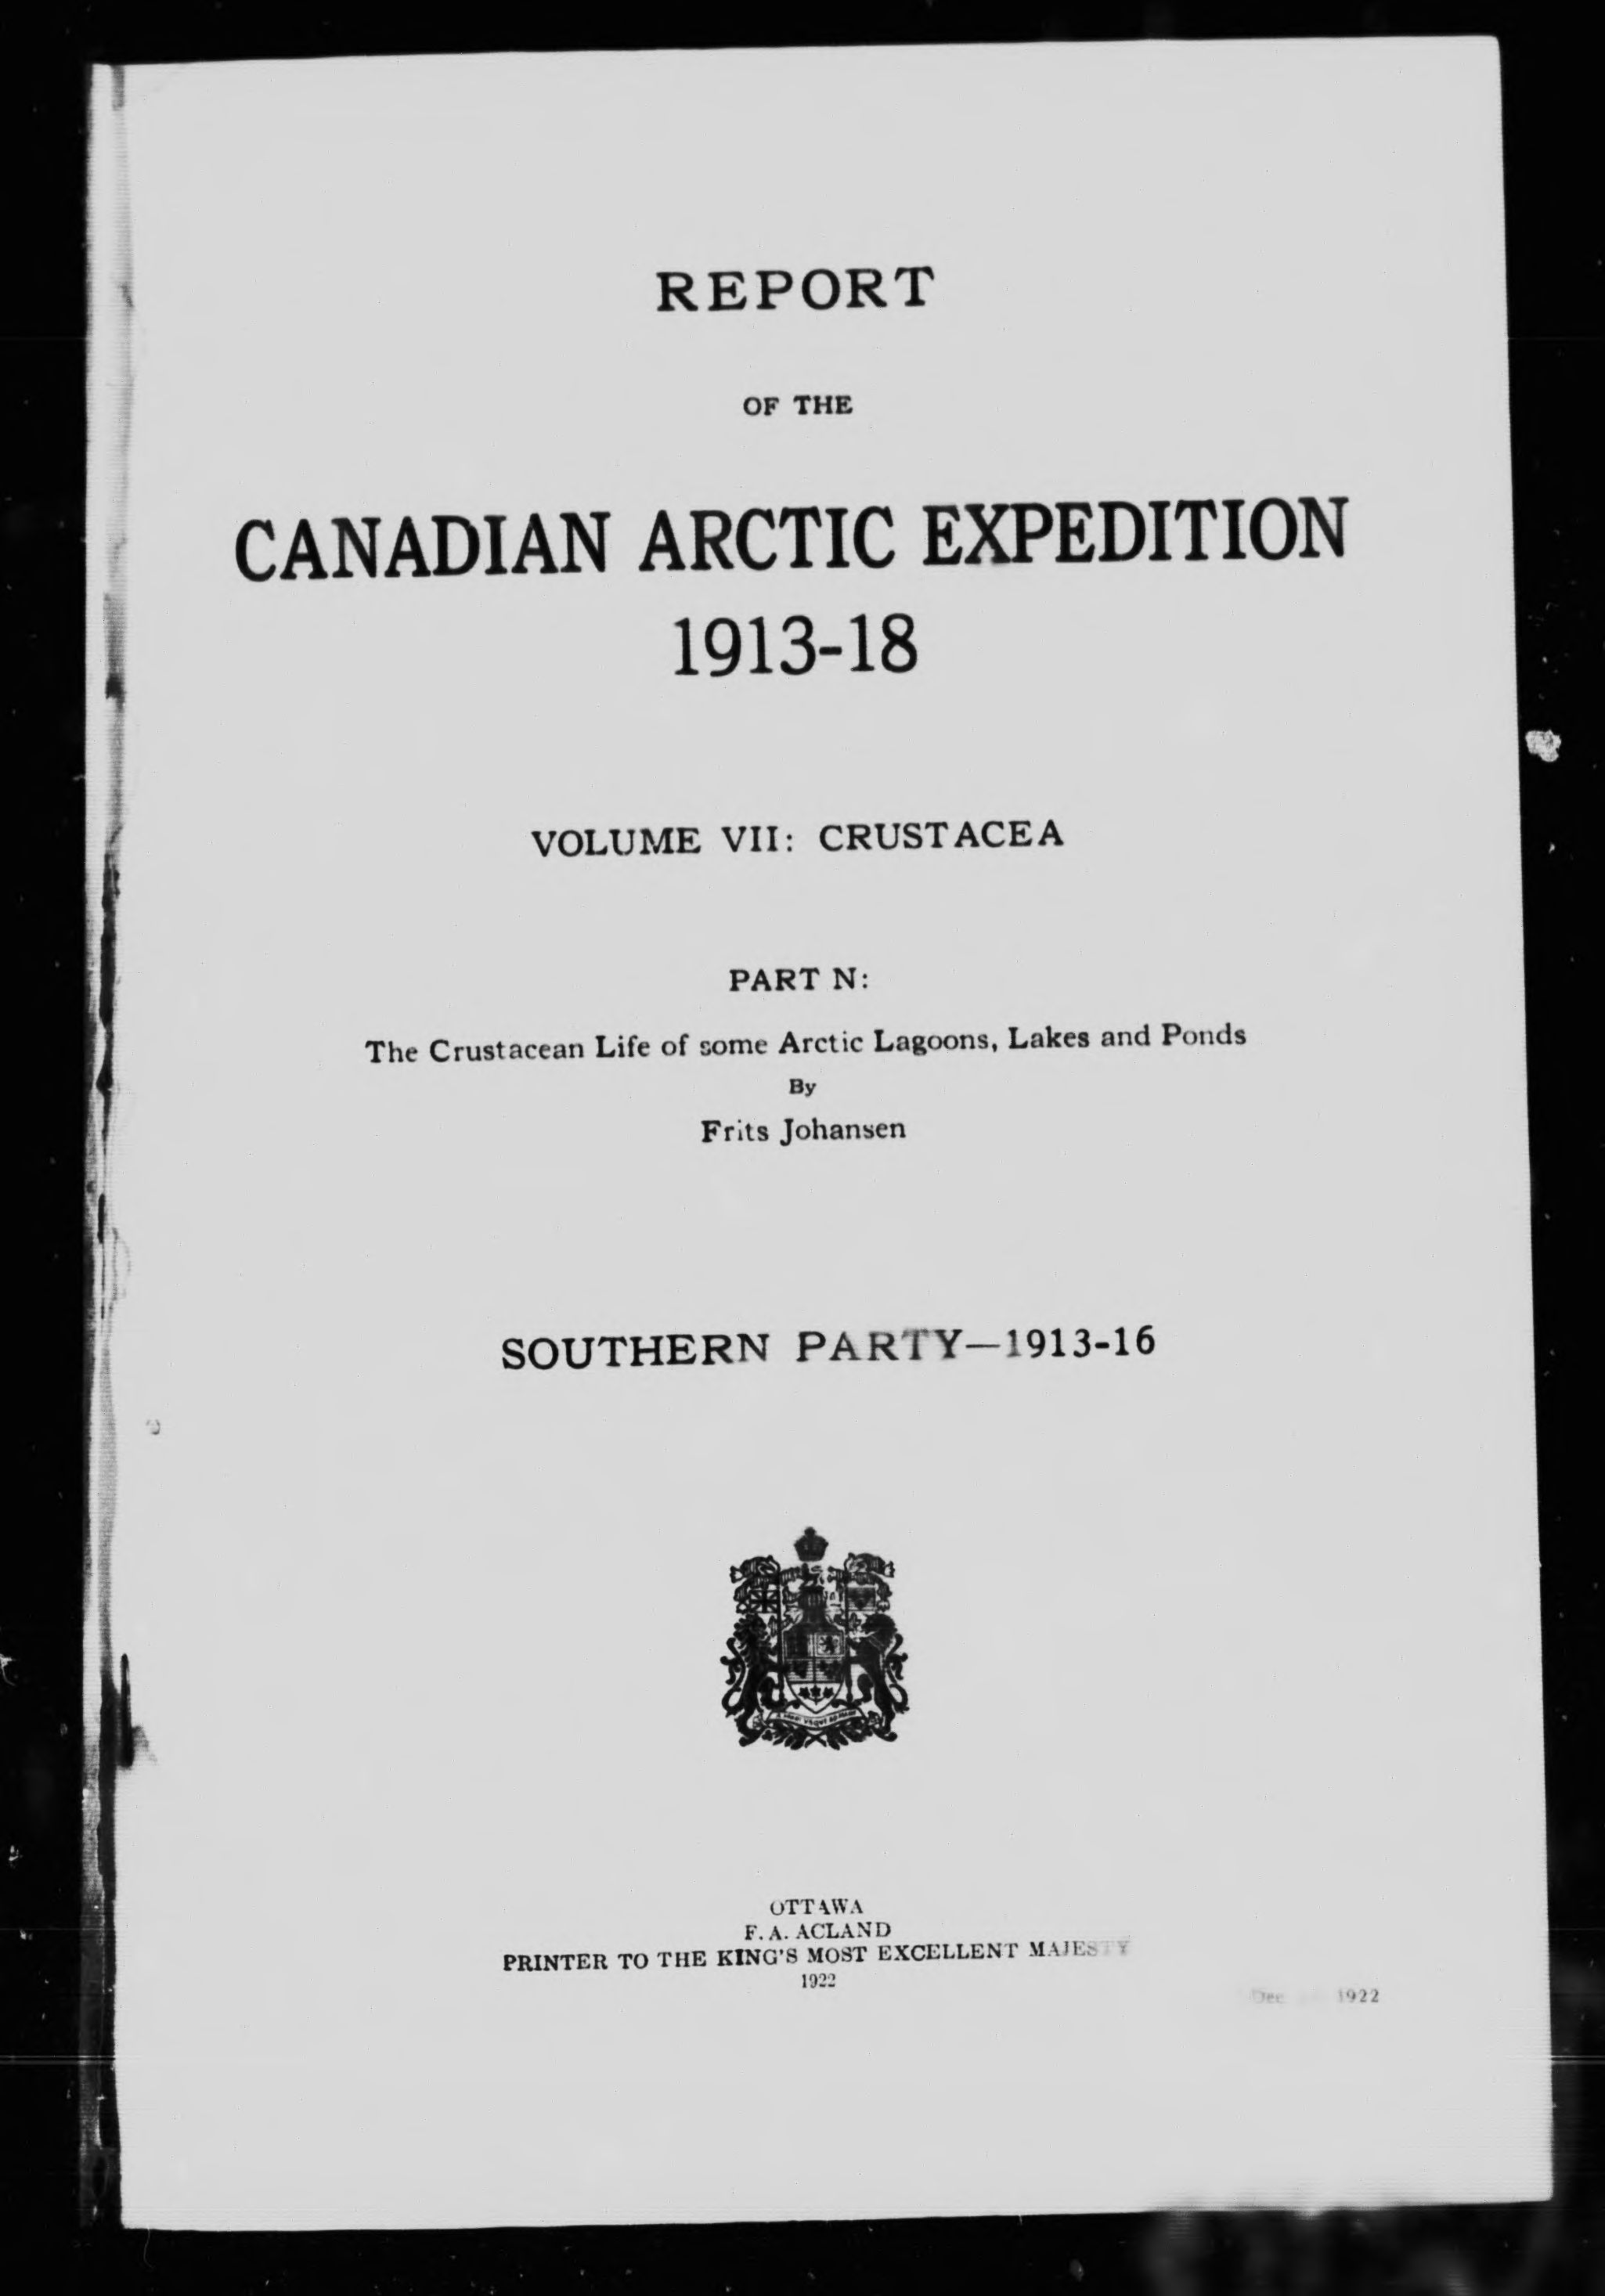 REPORT
OF THE
CANADIAN ARCTIC EXPEDITION
1913-18
VOLUME VII: CRUSTACEA
PART N:
The Crustacean Life of some Arctic Lagoons, Lakes and Ponds
By
Frits Johansen
SOUTHERN PARTY—1913-16
OTTAWA
F. A. ACLAND
PRINTER TO THE KING'S MOST EXCELLENT MAJESTY
1922
Dec 1922